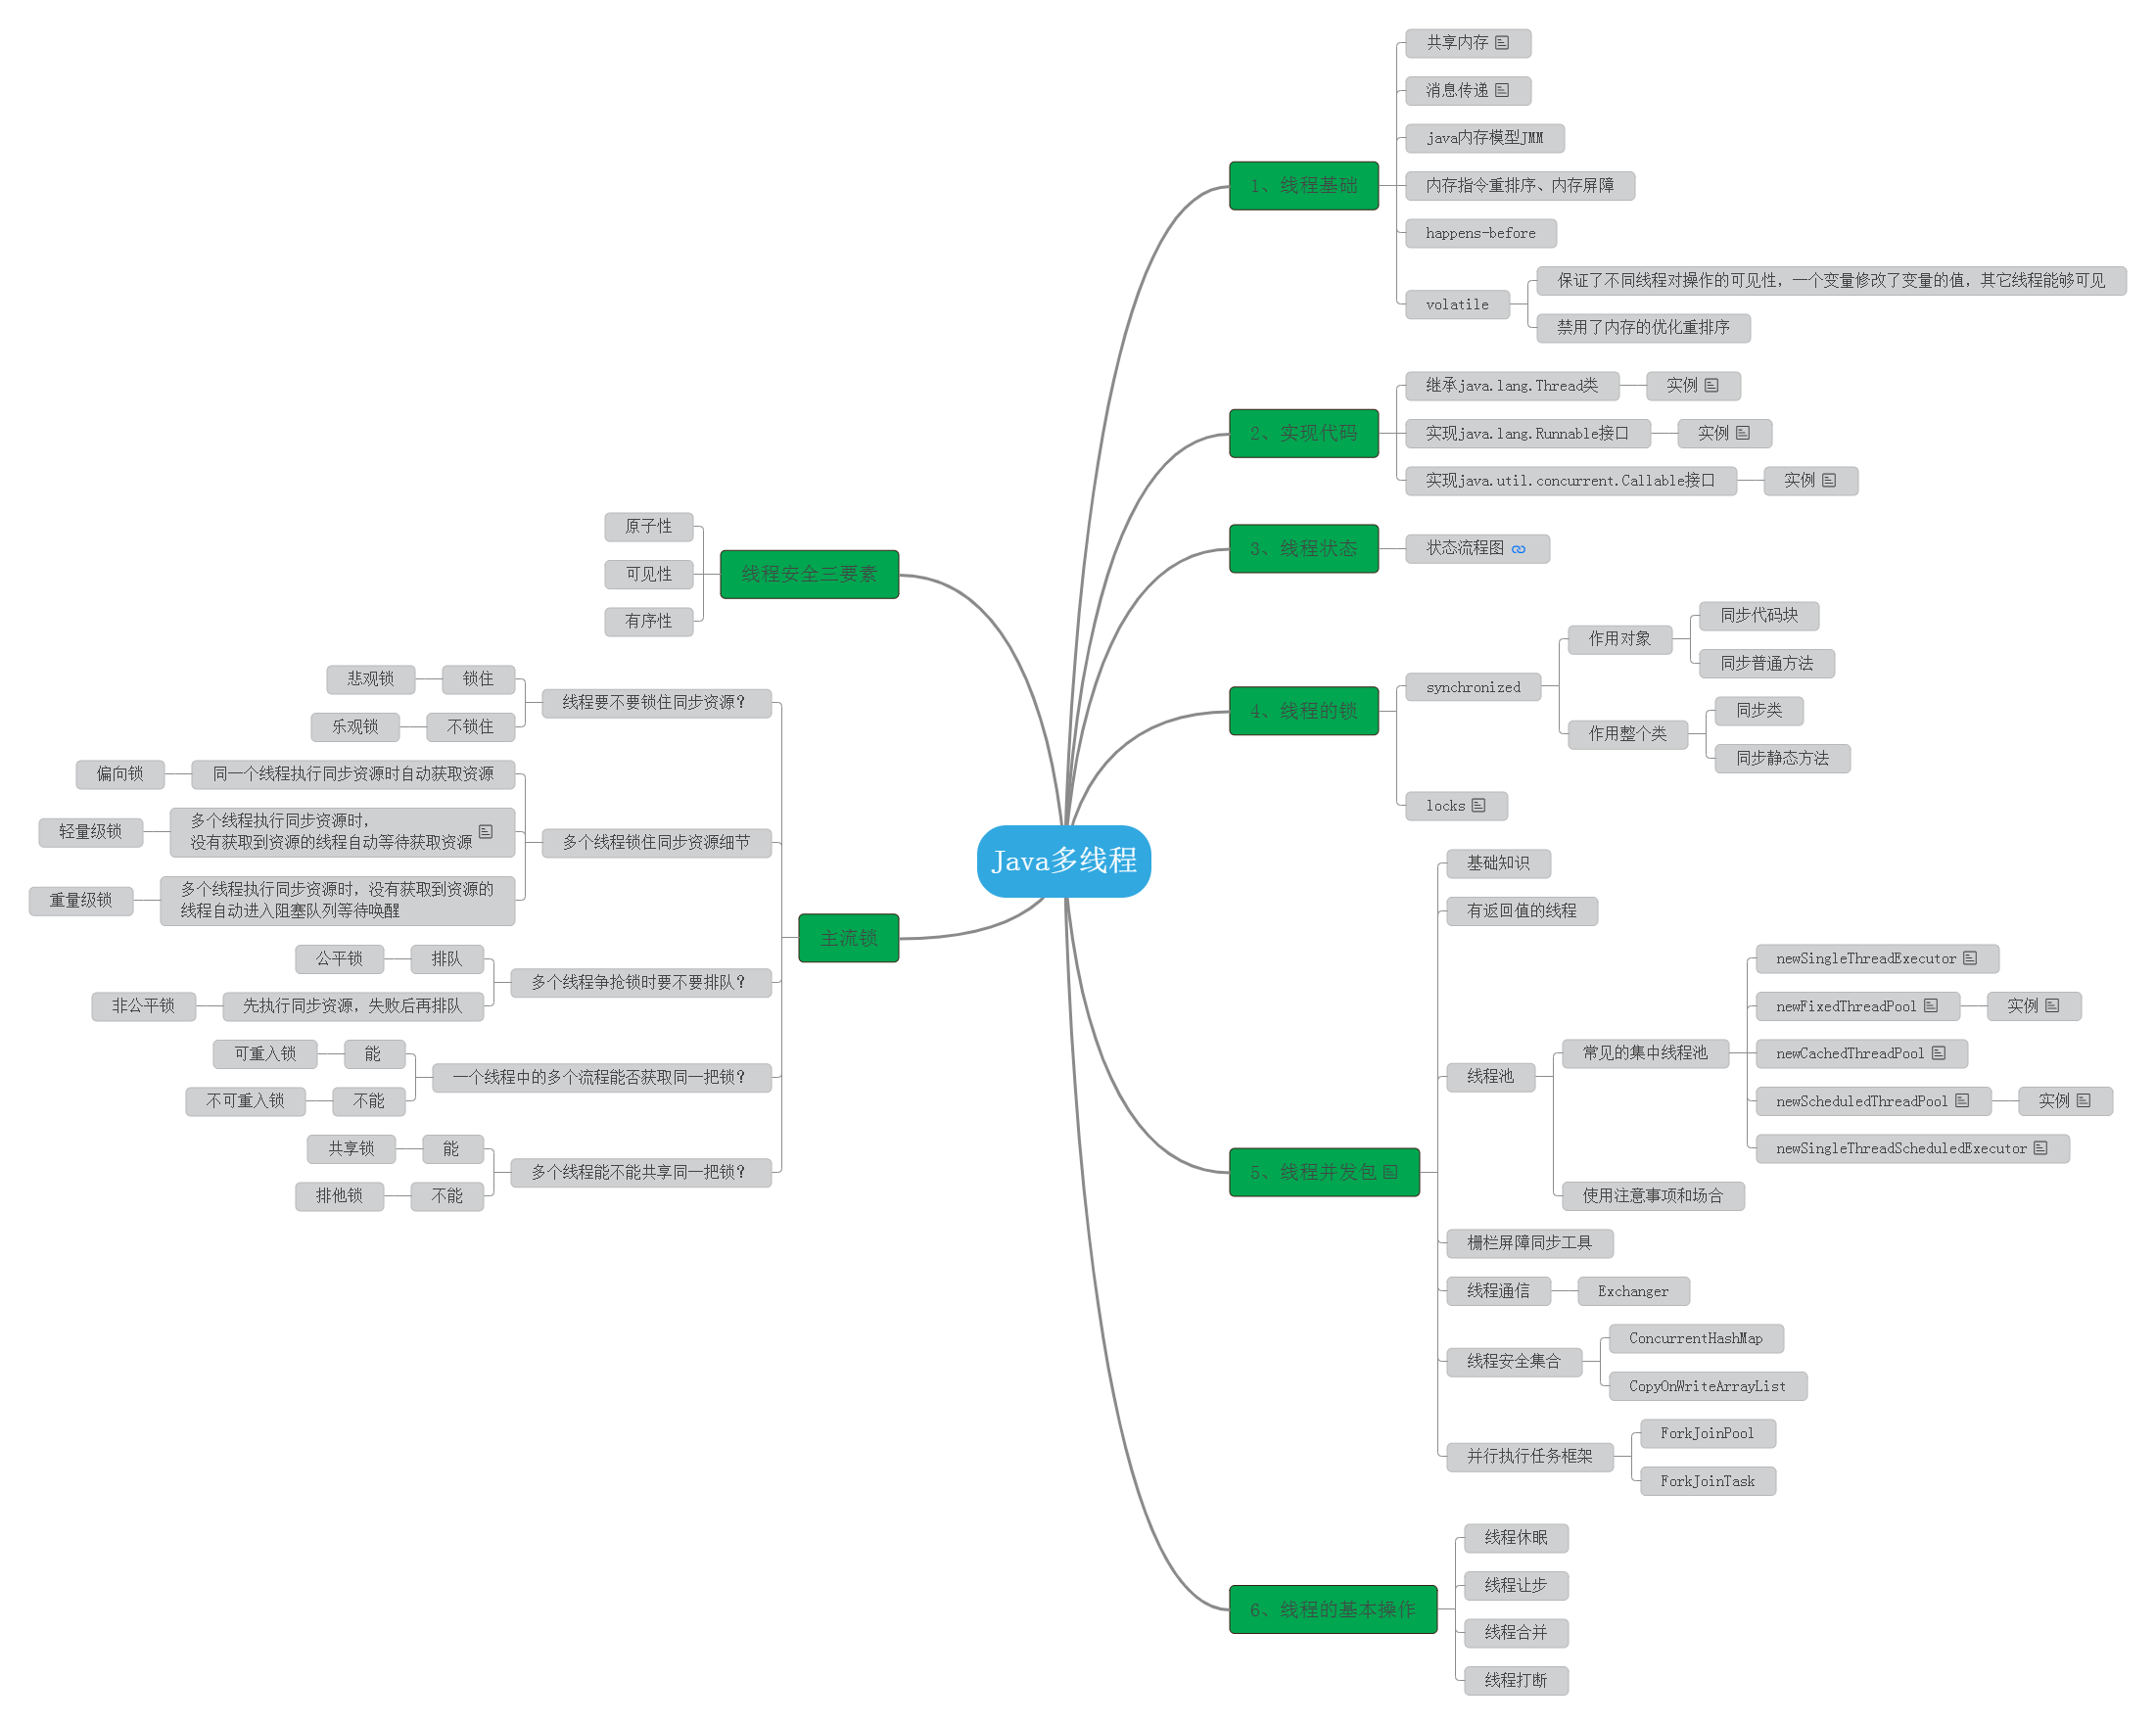 Java多线程
1、线程基础
共享内存
消息传递
java内存模型JMM
内存指令重排序、内存屏障
happens-before
volatile
保证了不同线程对操作的可见性，一个变量修改了变量的值，其它线程能够可见
禁用了内存的优化重排序
2、实现代码
继承java.lang.Thread类
实例
实现java.lang.Runnable接口
实例
实现java.util.concurrent.Callable接口
实例
3、线程状态
状态流程图
4、线程的锁
synchronized
作用对象
同步代码块
同步普通方法
作用整个类
同步类
同步静态方法
locks
5、线程并发包
基础知识
有返回值的线程
线程池
常见的集中线程池
newSingleThreadExecutor
newFixedThreadPool
实例
newCachedThreadPool
newScheduledThreadPool
实例
newSingleThreadScheduledExecutor
使用注意事项和场合
栅栏屏障同步工具
线程通信
Exchanger
线程安全集合
ConcurrentHashMap
CopyOnWriteArrayList
并行执行任务框架
ForkJoinPool
ForkJoinTask
6、线程的基本操作
线程休眠
线程让步
线程合并
线程打断
线程安全三要素
原子性
可见性
有序性
主流锁
线程要不要锁住同步资源？
锁住
悲观锁
不锁住
乐观锁
多个线程锁住同步资源细节
同一个线程执行同步资源时自动获取资源
偏向锁
多个线程执行同步资源时，
没有获取到资源的线程自动等待获取资源
轻量级锁
多个线程执行同步资源时，没有获取到资源的
线程自动进入阻塞队列等待唤醒
重量级锁
多个线程争抢锁时要不要排队？
排队
公平锁
先执行同步资源，失败后再排队
非公平锁
一个线程中的多个流程能否获取同一把锁？
能
可重入锁
不能
不可重入锁
多个线程能不能共享同一把锁？
能
共享锁
不能
排他锁